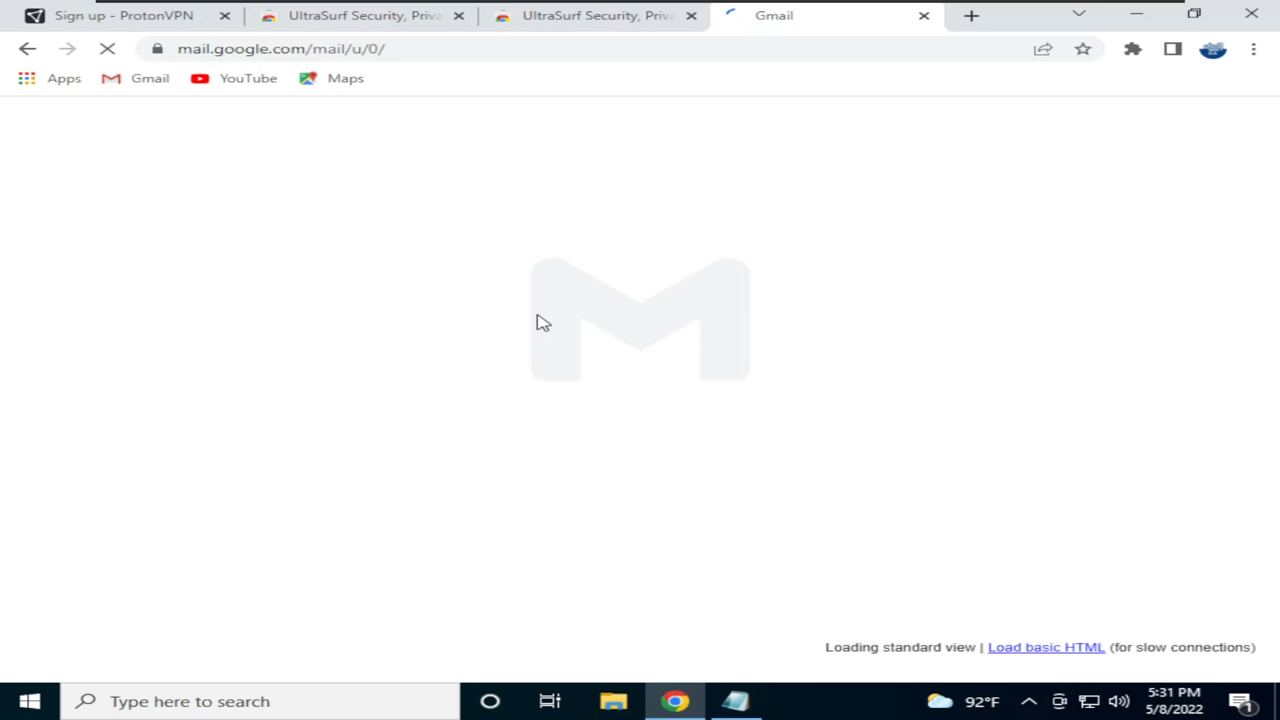 Sign up - ProtonVPN
UltraSurf Security, Priva
UltraSurf Security, Priva
Gmail
mail.google.com/mail/u/0/
Apps
Gmail
YouTube
Maps
Loading standard view | Load basic HTML (for slow connections)
Type here to search
92°F
5:31 PM
5/8/2022
1